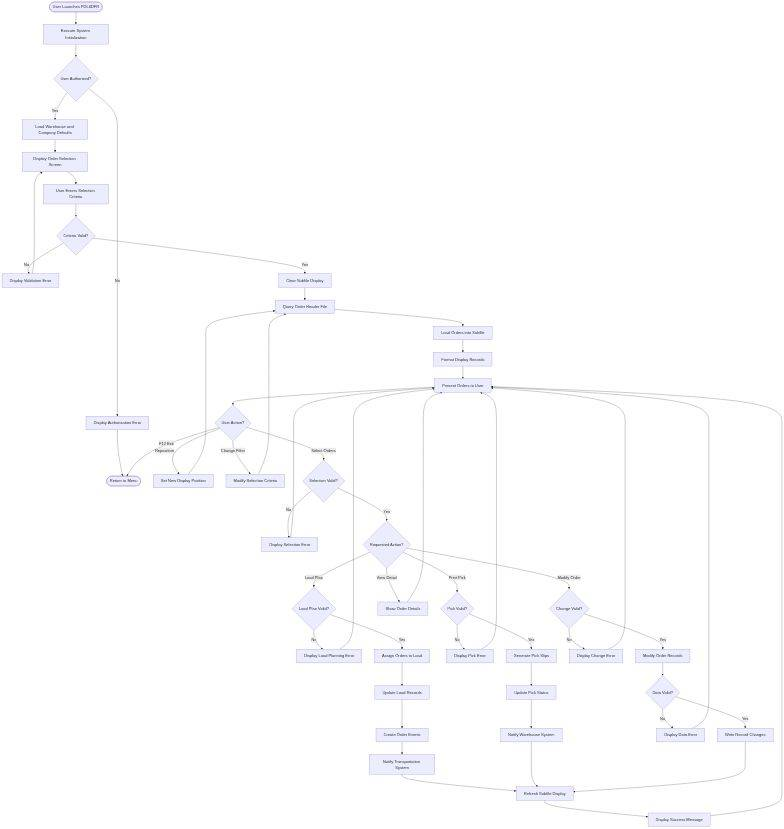 User Launches
Execute System
Initialization
User Authorized?
Yes
Load Warehouse and
Company Defaults
Display Order Selection
Screen
User Enters Selection
Criteria
Criteria Valid?
No
Yes
Display Validation Error
No
Clear Subfile Display
Query Order Header File
Load Orders into Subfile
Format Display Records
Present Orders to User
Display Authorization Error
User Action?
F12 Exit
Reposition
Change Filter
Select Orders
Return to Menu
Set New Display Position
Modify Selection Criteria
Selection Valid?
No
Yes
Display Selection Error
Requested Action?
Load Plan
View Detail
Print Pick
Modify Order
Load Plan Valid?
Show Order Details
Pick Valid?
Change Valid?
No
Yes
No
Yes
No
Yes
Display Load Planning Error
Assign Orders to Load
Display Pick Error
Generate Pick Slips
Display Change Error
Modify Order Records
Update Load Records
Update Pick Status
Data Valid?
No
Yes
Create Order Events
Notify Warehouse System
Display Data Error
Write Record Changes
Notify Transportation
System
Refresh Subfile Display
Display Success Message